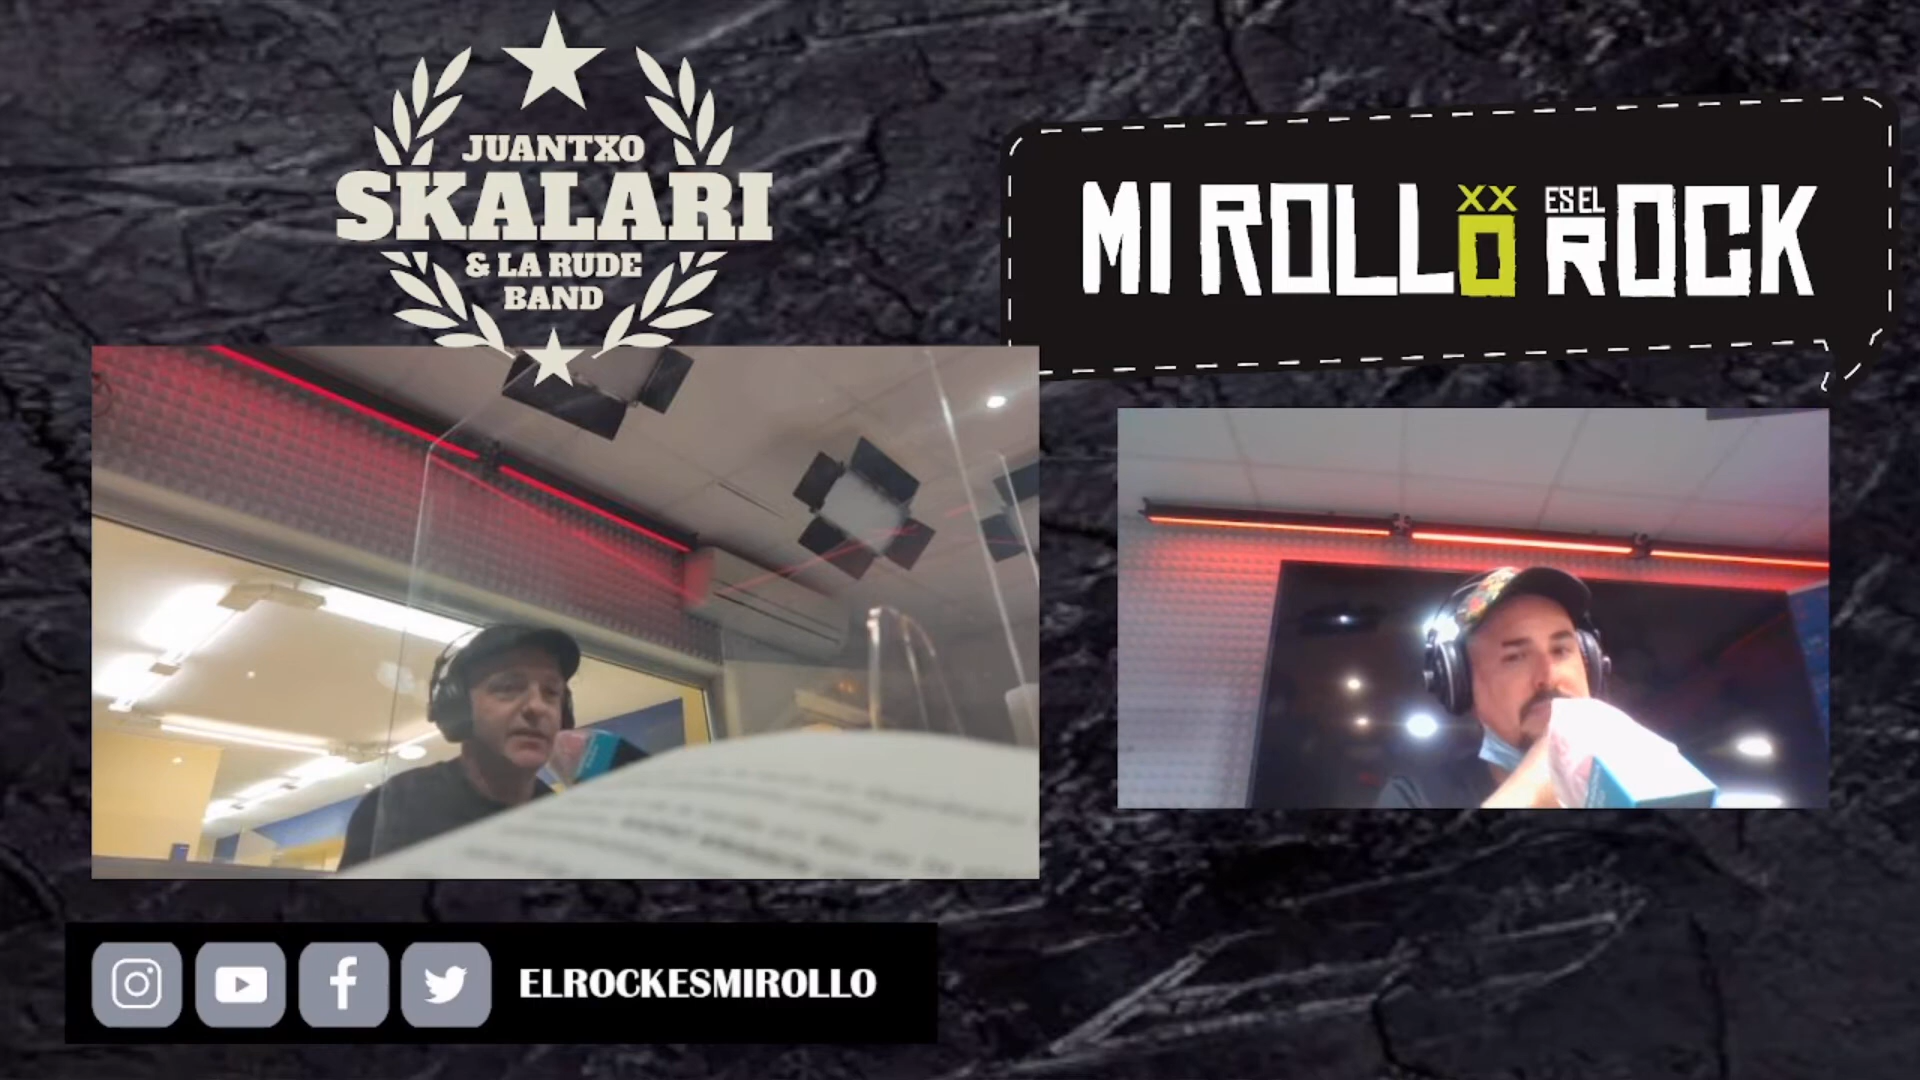 JUANTXO
SKALARI
& LA RUDE
BAND
MI ROLLO ES EL ROCK
ELROCKESMIROLLO